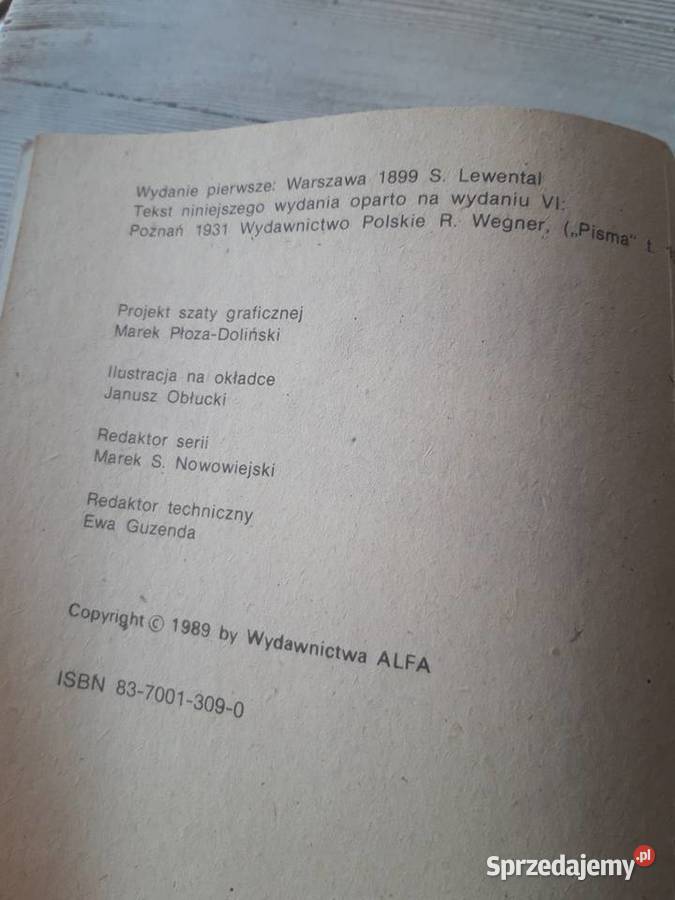 Wydanie pierwsze: Warszawa 1899 S. Lewental
Tekst niniejszego wydania oparto na wydaniu VI:
Poznań 1931 Wydawnictwo Polskie R. Wegner, („Pisma“ t.
Projekt szaty graficznej
Marek Płoza-Doliński
Ilustracja na okładce
Janusz Obłucki
Redaktor serii
Marek S. Nowowiejski
Redaktor techniczny
Ewa Guzenda
Copyright © 1989 by Wydawnictwa ALFA
ISBN 83-7001-309-0
Sprzedajemy.pl